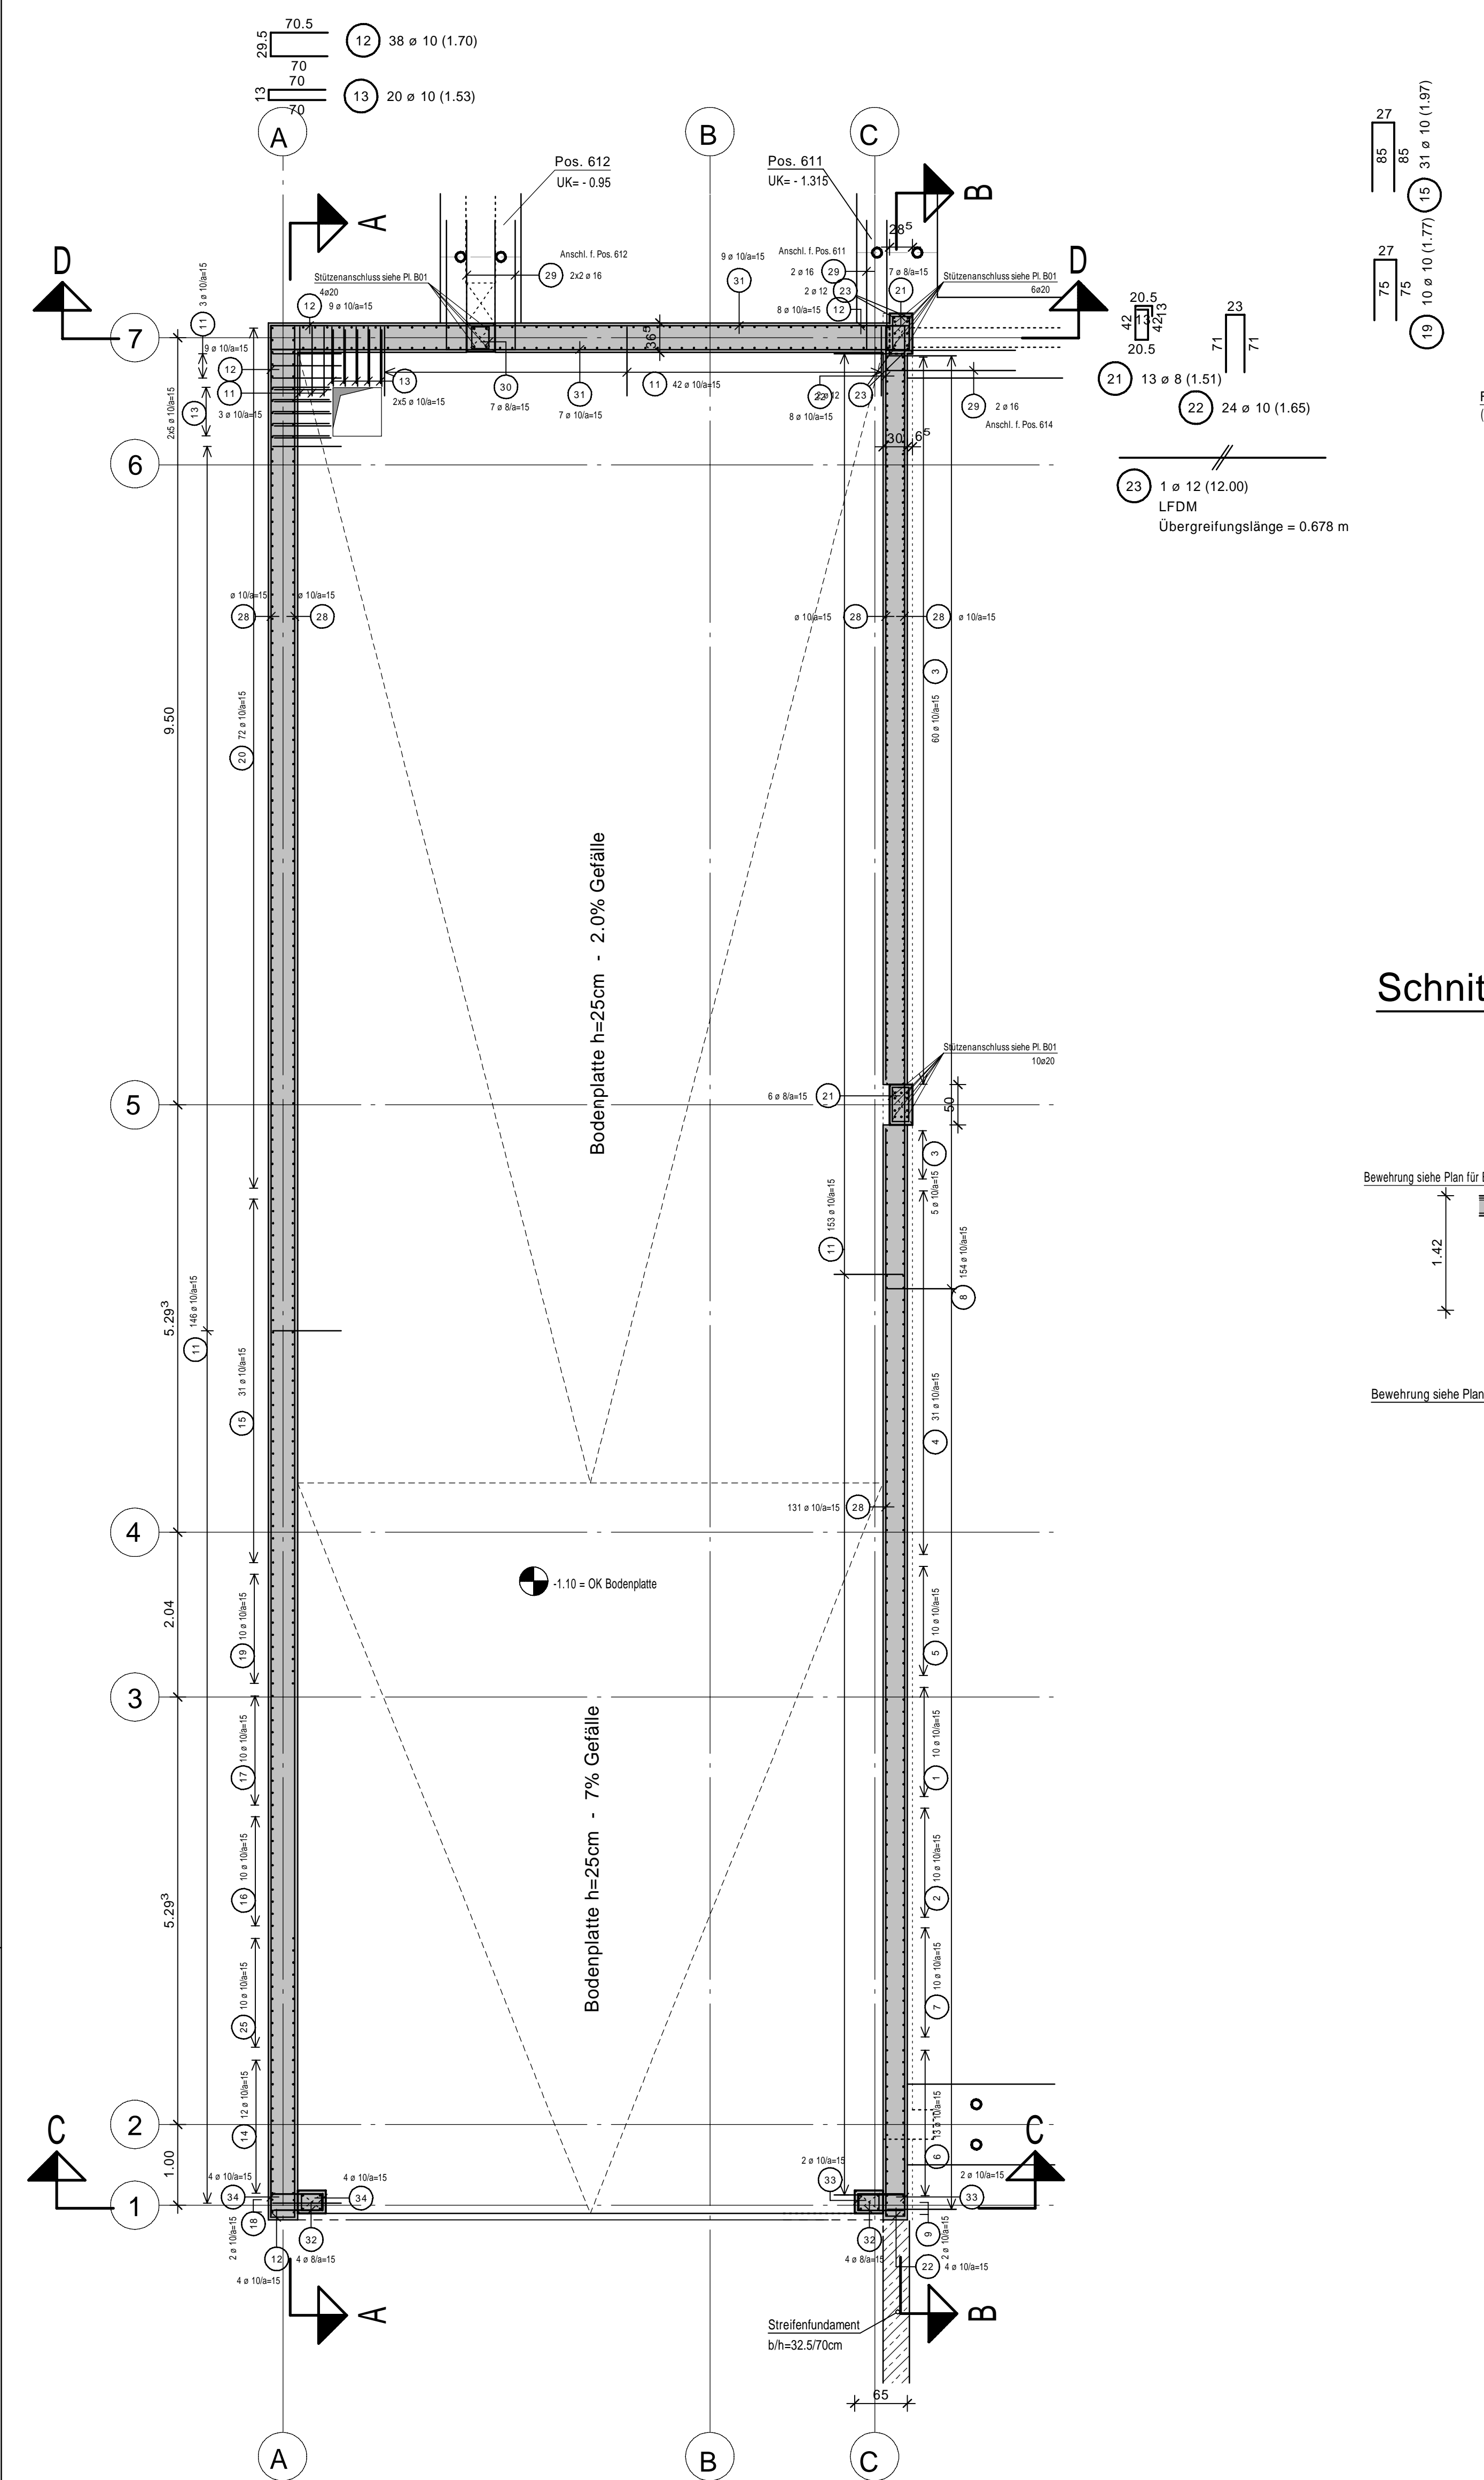 70.5
29.5
70
12 38 ø 10 (1.70)
70
13
70
13 20 ø 10 (1.53)
A
B
C
27
85 85
31 ø 10 (1.97)
15
27
75 75
10 ø 10 (1.77)
19
Pos. 612
UK= - 0.95
Pos. 611
UK= - 1.315
A
B
D
D
28⁵
Anschl. f. Pos. 612
29 2x2 ø 16
Anschl. f. Pos. 611
2 ø 16 29
2 ø 12 23
8 ø 10/a=15 12
7 ø 8/a=15
21
9 ø 10/a=15
31
Stützenanschluss siehe Pl. B01
4ø20
Stützenanschluss siehe Pl. B01
6ø20
12 9 ø 10/a=15
11 3 ø 10/a=15
7
9 ø 10/a=15
12
11
3 ø 10/a=15
13 2x5 ø 10/a=15
13
2x5 ø 10/a=15
30
7 ø 8/a=15
31
7 ø 10/a=15
36⁵
11 42 ø 10/a=15
22
2 ø 12
23
8 ø 10/a=15
29 2 ø 16
Anschl. f. Pos. 614
20.5
13
42
42
13
20.5
21 13 ø 8 (1.51)
23
71 71
22 24 ø 10 (1.65)
23 1 ø 12 (12.00)
LFDM
Übergreifungslänge = 0.678 m
30 6⁵
6
ø 10/a=15 ø 10/a=15
28 28
ø 10/a=15 28
28 ø 10/a=15
3 60 ø 10/a=15
9.50
20 72 ø 10/a=15
Bodenplatte h=25cm - 2.0% Gefälle
Schnit
Stützenanschluss siehe Pl. B01
10ø20
5
6 ø 8/a=15 21
50
3 5 ø 10/a=15
Bewehrung siehe Plan für
1.42
Bewehrung siehe Plan
11 153 ø 10/a=15
8 154 ø 10/a=15
5.29³
11 146 ø 10/a=15
15 31 ø 10/a=15
4 31 ø 10/a=15
131 ø 10/a=15 28
4
-1.10 = OK Bodenplatte
2.04
19 10 ø 10/a=15
5 10 ø 10/a=15
3
17 10 ø 10/a=15
1 10 ø 10/a=15
Bodenplatte h=25cm - 7% Gefälle
16 10 ø 10/a=15
2 10 ø 10/a=15
5.29³
25 10 ø 10/a=15
7 10 ø 10/a=15
14 12 ø 10/a=15
6 13 ø 10/a=15
2
C
C
1.00
4 ø 10/a=15
34
4 ø 10/a=15
34
2 ø 10/a=15
33
2 ø 10/a=15
33
1
18
2 ø 10/a=15
32
4 ø 8/a=15
12
4 ø 10/a=15
32
4 ø 8/a=15
9
2 ø 10/a=15
22 4 ø 10/a=15
A
B
Streifenfundament
b/h=32.5/70cm
65
A
B
C